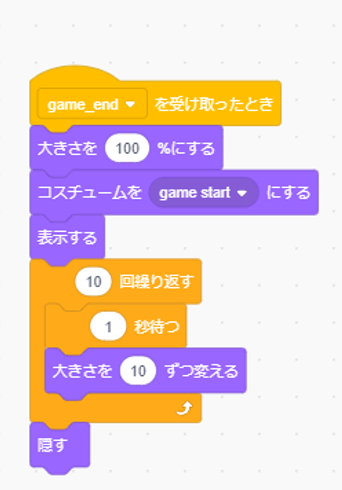 game_end を受け取ったとき
大きさを 100 %にする
コスチュームを game start にする
表示する
10 回繰り返す
1 秒待つ
大きさを 10 ずつ変える
隠す